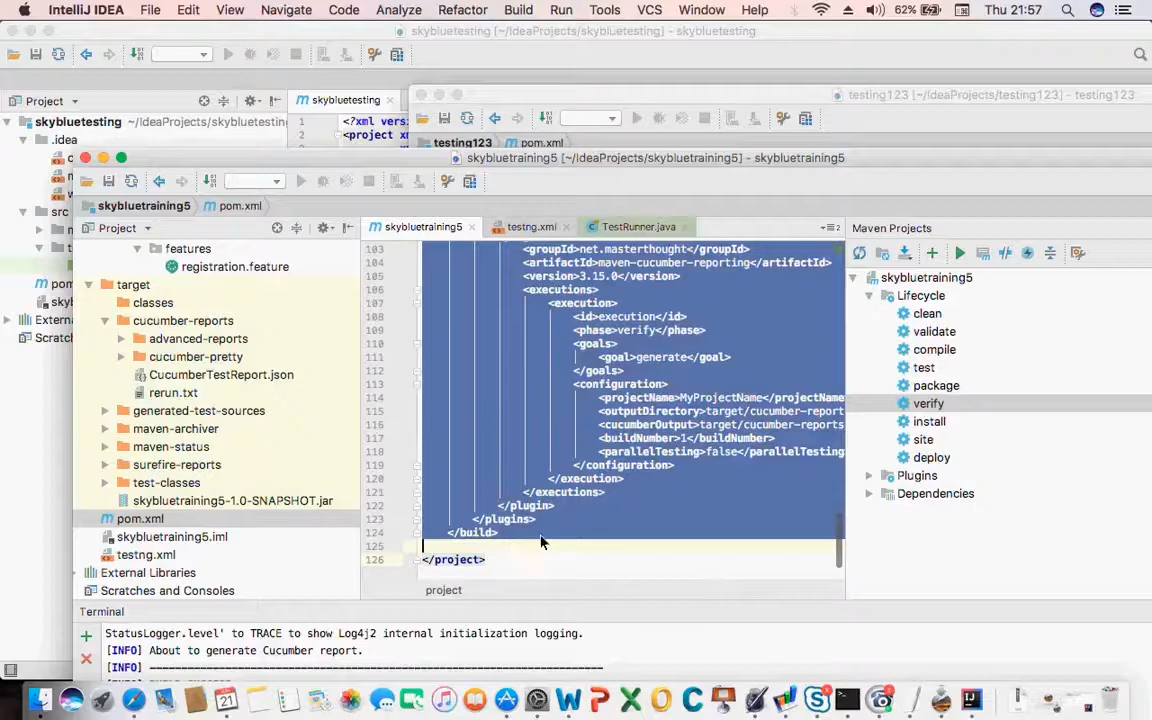 IntelliJ IDEA File Edit View Navigate Code Analyze Refactor Build Run Tools VCS Window Help 62% Thu 21:57
skybluetesting [~/IdeaProjects/skybluetesting] - skybluetesting
Project
skybluetesting
testing123 [~/IdeaProjects/testing123] - testing123
skybluetesting ~/IdeaProjects/skybluetesting
1 <?xml versi
2 <project xm
.idea
src
testing123 pom.xml
skybluetraining5 [~/IdeaProjects/skybluetraining5] - skybluetraining5
skybluetraining5 pom.xml
Project
skybluetraining5 testng.xml TestRunner.java
Maven Projects
features
registration.feature
target
classes
cucumber-reports
advanced-reports
cucumber-pretty
CucumberTestReport.json
rerun.txt
generated-test-sources
maven-archiver
maven-status
surefire-reports
test-classes
skybluetraining5-1.0-SNAPSHOT.jar
pom.xml
skybluetraining5.iml
testng.xml
External Libraries
Scratches and Consoles
103 <groupId>net.masterthought</groupId>
104 <artifactId>maven-cucumber-reporting</artifactId>
105 <version>3.15.0</version>
106 <executions>
107 <execution>
108 <id>execution</id>
109 <phase>verify</phase>
110 <goals>
111 <goal>generate</goal>
112 </goals>
113 <configuration>
114 <projectName>MyProjectName</projectName
115 <outputDirectory>target/cucumber-report
116 <cucumberOutput>target/cucumber-reports
117 <buildNumber>1</buildNumber>
118 <parallelTesting>false</parallelTesting
119 </configuration>
120 </execution>
121 </executions>
122 </plugin>
123 </plugins>
124 </build>
125
126 </project>
project
skybluetraining5
Lifecycle
clean
validate
compile
test
package
verify
install
site
deploy
Plugins
Dependencies
Terminal
StatusLogger.level' to TRACE to show Log4j2 internal initialization logging.
[INFO] About to generate Cucumber report.
[INFO] ------------------------------------------------------------------------